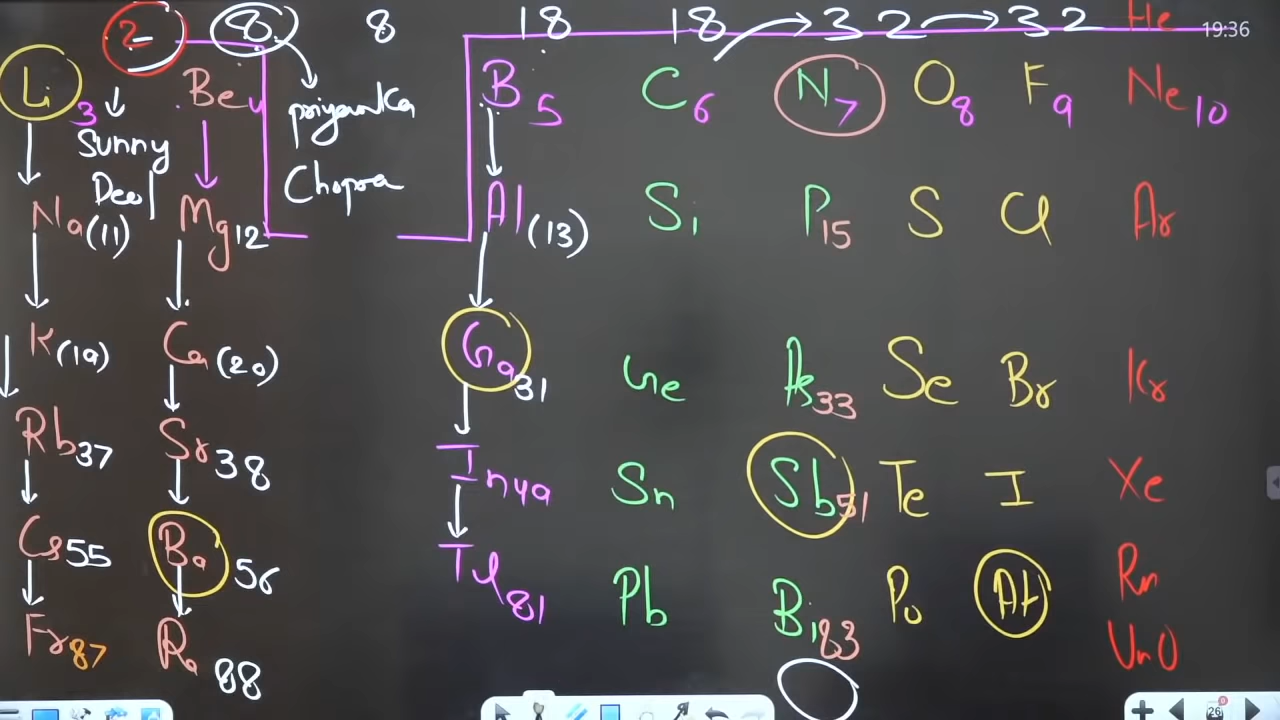 2 8 8 18 18 32 32 He
19:36
Li 3 Be 4 B 5 C 6 N 7 O 8 F 9 Ne 10
Sunny Deol
priyanka Chopra
Na (11) Mg 12 Al (13) Si P 15 S Cl Ar
K (19) Ca (20) Ga 31 Ge As 33 Se Br Kr
Rb 37 Sr 38 In 49 Sn Sb 51 Te I Xe
Cs 55 Ba 56 Tl 81 Pb Bi 83 Po At Rn
Fr 87 Ra 88 UnO
26